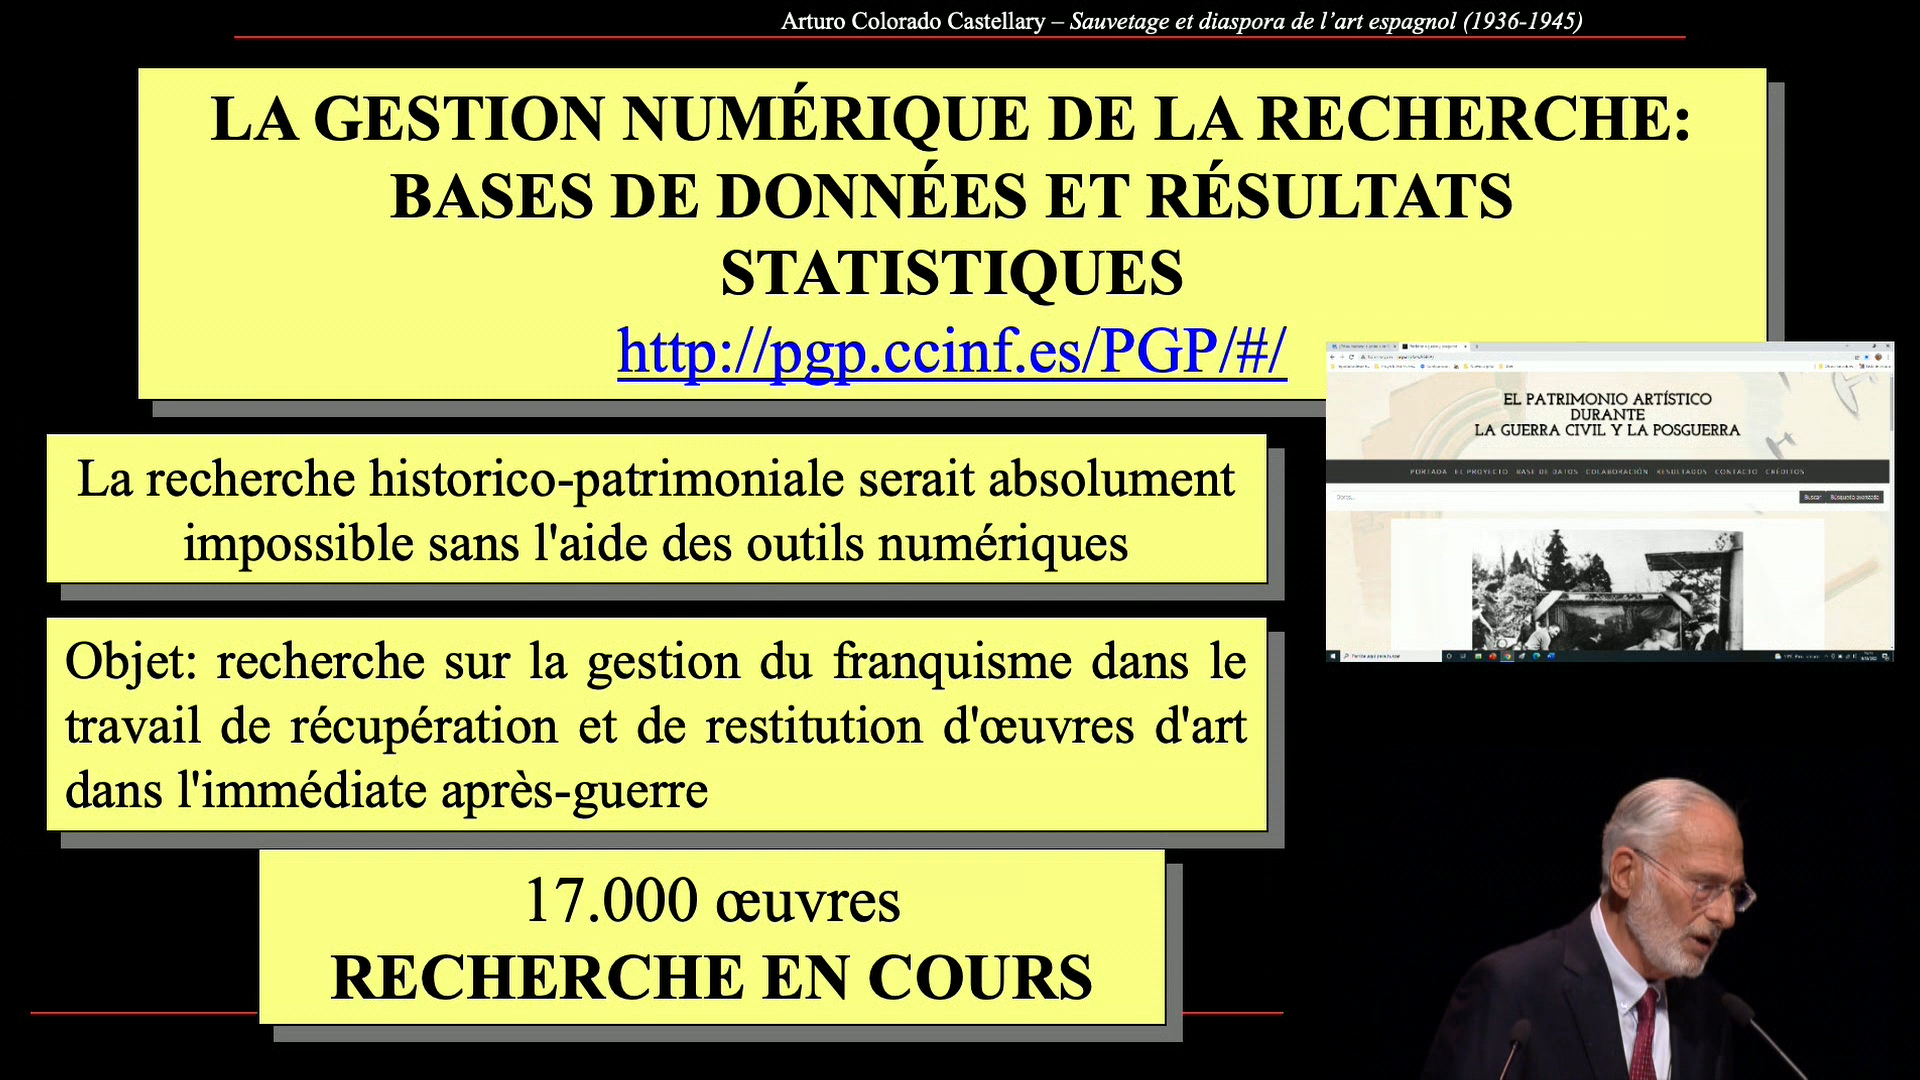 Arturo Colorado Castellary – Sauvetage et diaspora de l’art espagnol (1936-1945)
LA GESTION NUMÉRIQUE DE LA RECHERCHE:
BASES DE DONNÉES ET RÉSULTATS
STATISTIQUES
http://pgp.ccinf.es/PGP/#/
EL PATRIMONIO ARTÍSTICO
DURANTE
LA GUERRA CIVIL Y LA POSGUERRA
PORTADA EL PROYECTO BASE DE DATOS COLABORACIÓN RESULTADOS CONTACTO CRÉDITOS
Buscar Búsqueda avanzada
La recherche historico-patrimoniale serait absolument
impossible sans l'aide des outils numériques
Objet: recherche sur la gestion du franquisme dans le
travail de récupération et de restitution d'œuvres d'art
dans l'immédiate après-guerre
17.000 œuvres
RECHERCHE EN COURS